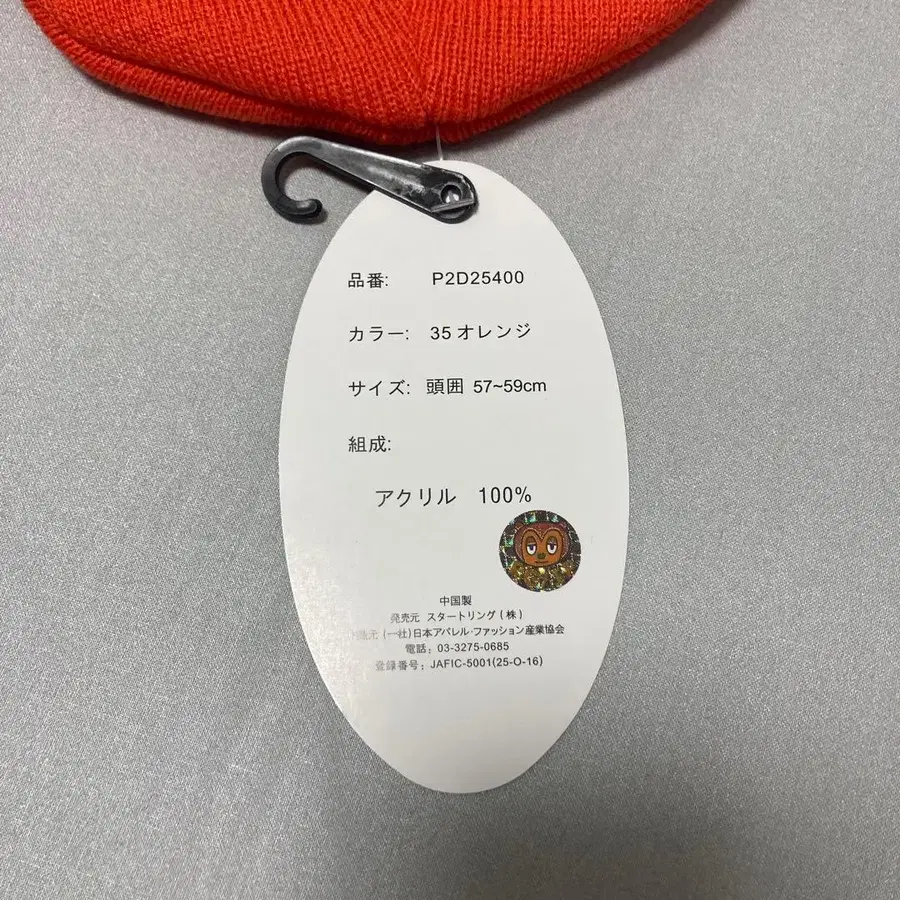 品番: P2D25400
カラー: 35 オレンジ
サイズ: 頭囲 57~59cm
組成:
アクリル 100%
中国製
発売元 スタートリング (株)
(一社)日本アパレル・ファッション産業協会
電話: 03-3275-0685
登録番号; JAFIC-5001(25-O-16)